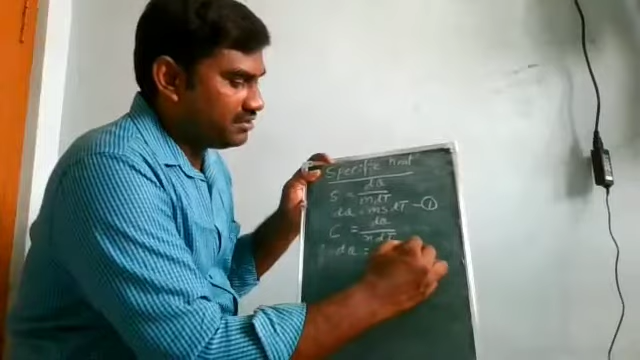 Specific heat
S = dQ / mdT
dQ = ms.dT — ①
C = dQ / ndT
dQ =